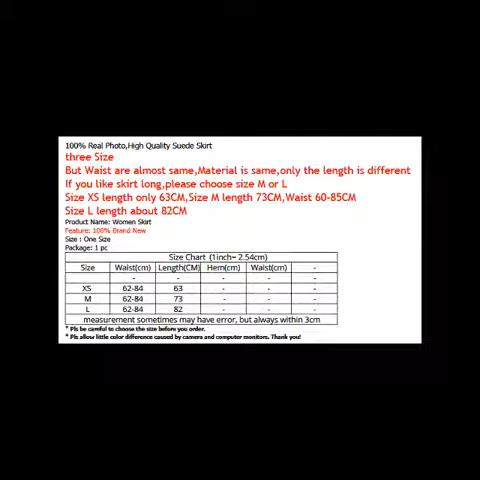 100% Real Photo,High Quality Suede Skirt
three Size
But Waist are almost same,Material is same,only the length is different
If you like skirt long,please choose size M or L
Size XS length only 63CM,Size M length 73CM,Waist 60-85CM
Size L length about 82CM
Product Name: Women Skirt
Feature: 100% Brand New
Size : One Size
Package: 1 pc
Size Chart (1inch= 2.54cm)
Size Waist(cm) Length(CM) Hem(cm) Waist(cm) -
- - - - -
XS 62-84 63 - - -
M 62-84 73 - - -
L 62-84 82 - - -
measurement sometimes may have error, but always within 3cm
* Pls be careful to choose the size before you order.
* Pls allow little color difference caused by camera and computer monitors. Thank you!